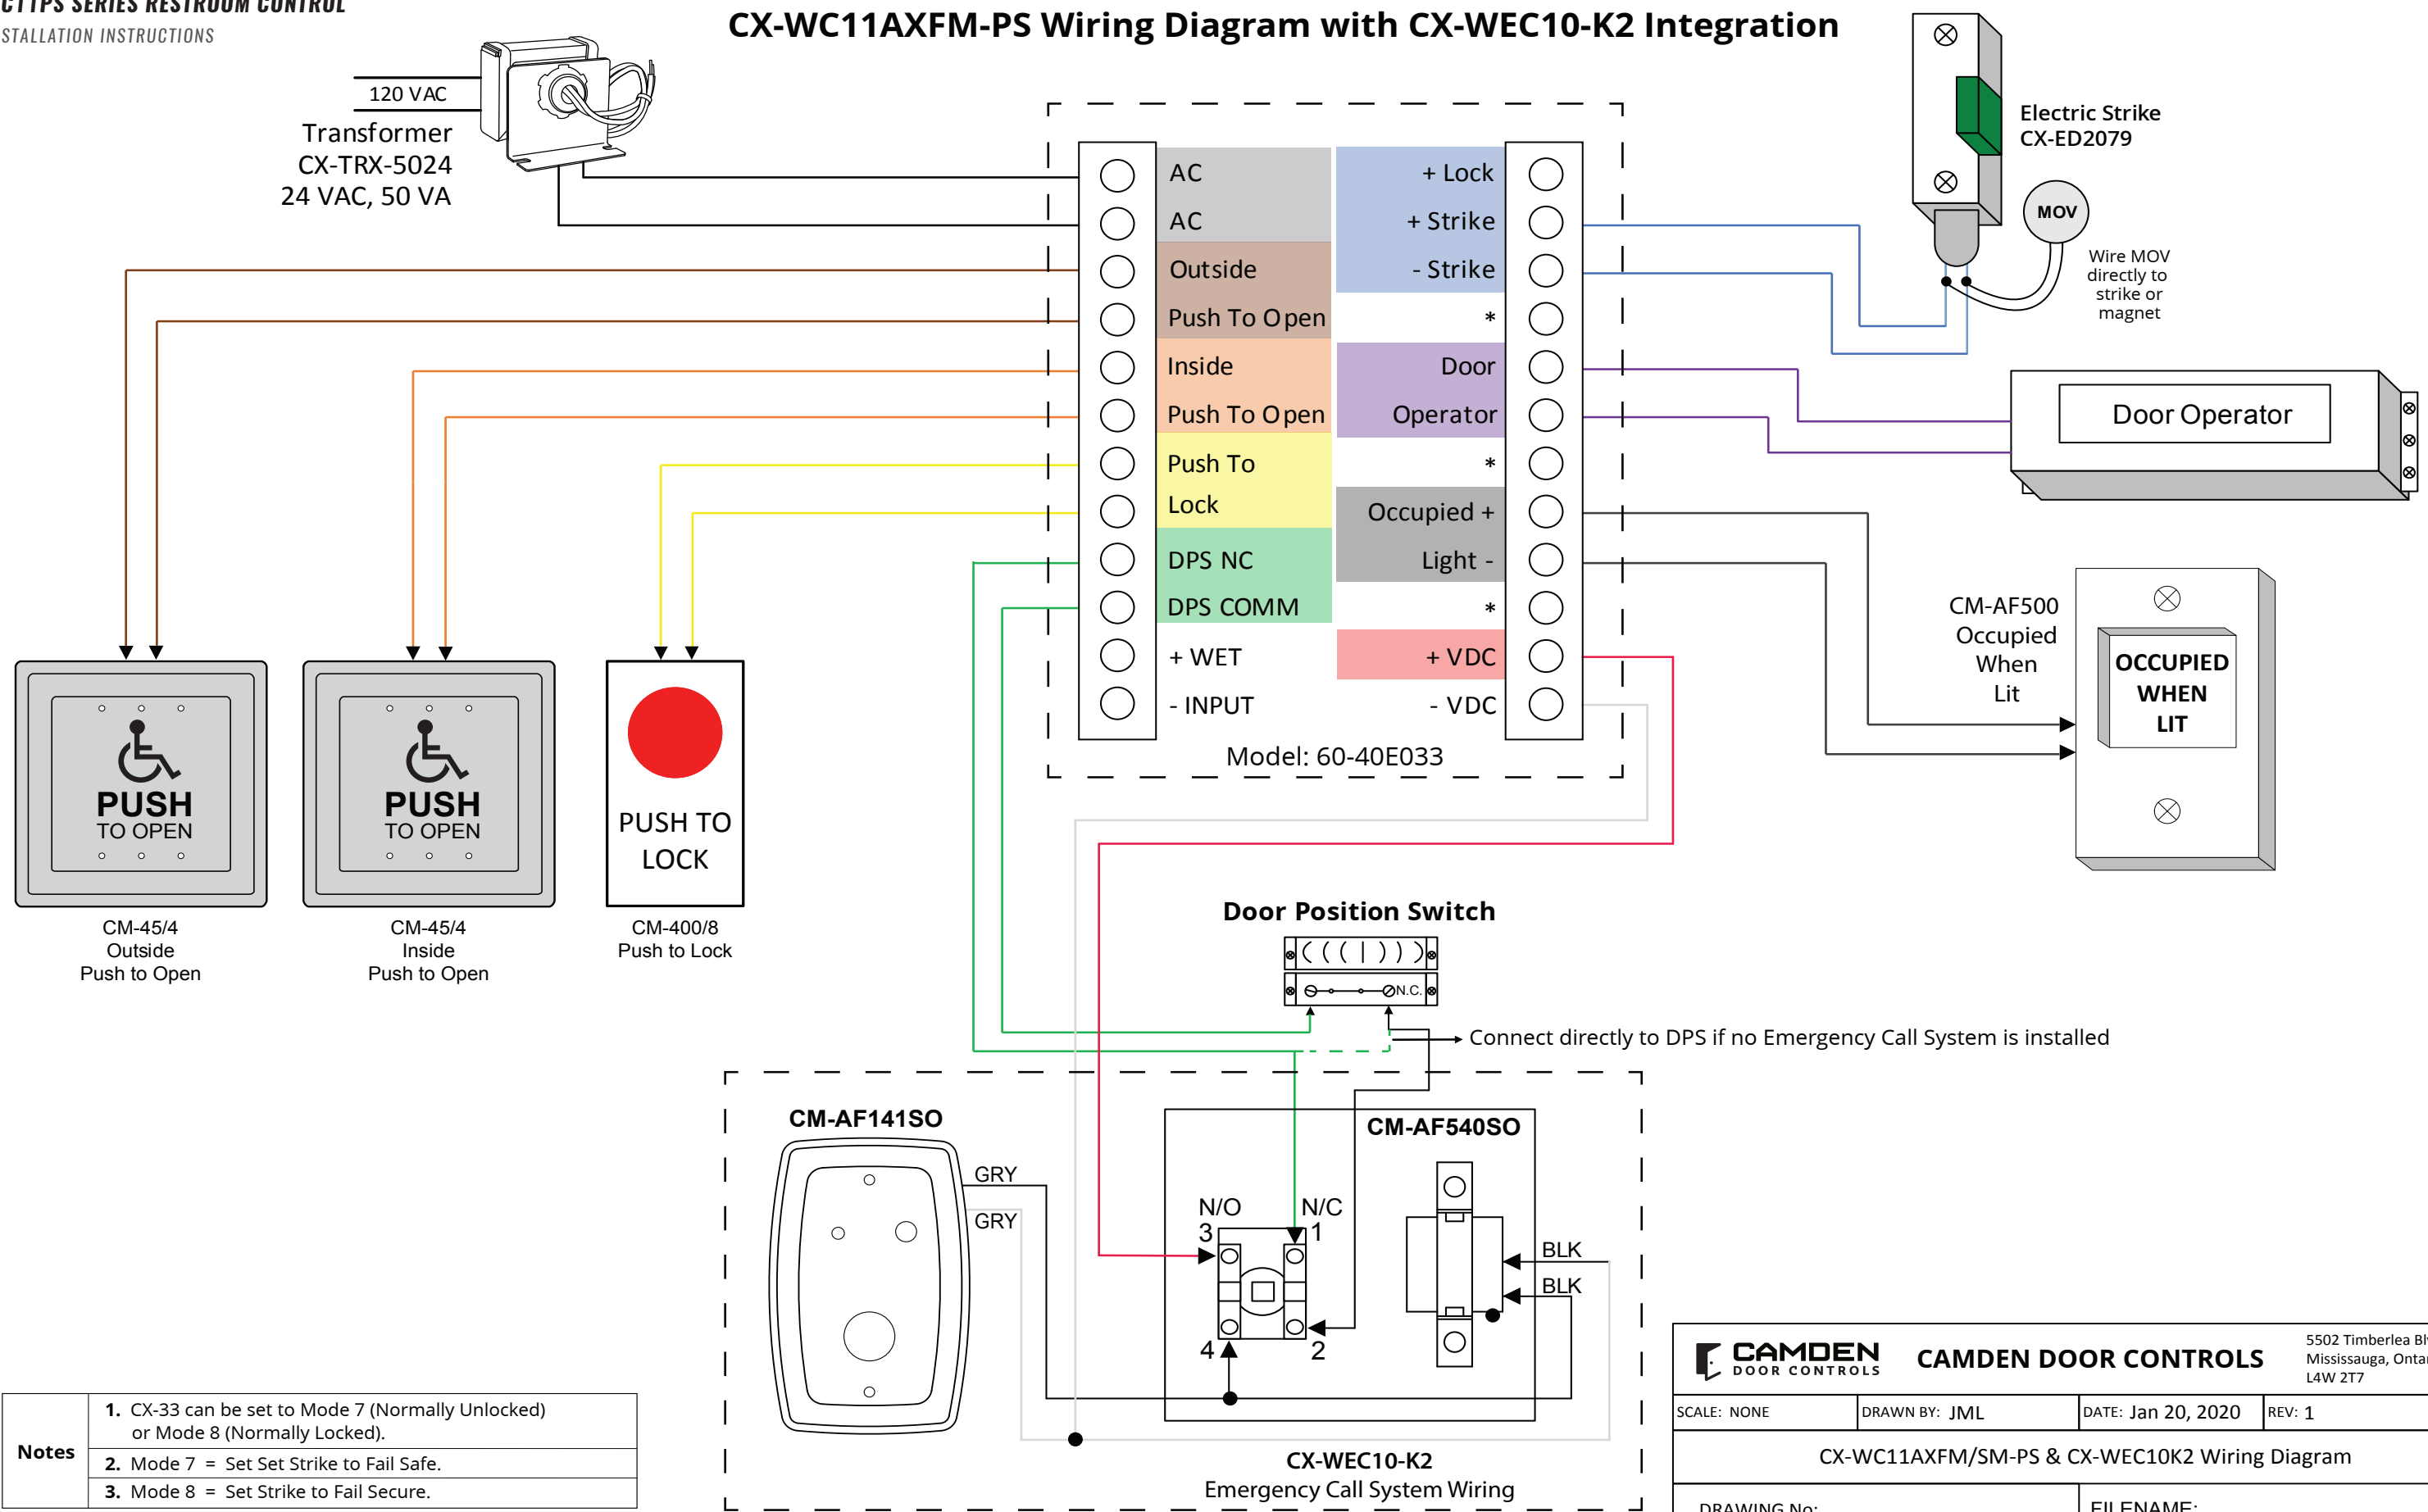 SERIES RESTROOM CONTROL
STALLATION INSTRUCTIONS
CX-WC11AXFM-PS Wiring Diagram with CX-WEC10-K2 Integration
120 VAC
Transformer
CX-TRX-5024
24 VAC, 50 VA
AC
AC
Outside
Push To Open
Inside
Push To Open
Push To
Lock
DPS NC
DPS COMM
+ WET
- INPUT
+ Lock
+ Strike
- Strike
*
Door
Operator
*
Occupied +
Light -
*
+ VDC
- VDC
Model: 60-40E033
Electric Strike
CX-ED2079
MOV
Wire MOV
directly to
strike or
magnet
Door Operator
CM-AF500
Occupied
When
Lit
OCCUPIED
WHEN
LIT
PUSH
TO OPEN
CM-45/4
Outside
Push to Open
PUSH
TO OPEN
CM-45/4
Inside
Push to Open
PUSH TO
LOCK
CM-400/8
Push to Lock
Door Position Switch
N.C.
Connect directly to DPS if no Emergency Call System is installed
CM-AF141SO
GRY
GRY
CM-AF540SO
N/O
3
N/C
1
4
2
BLK
BLK
CX-WEC10-K2
Emergency Call System Wiring
Notes
1. CX-33 can be set to Mode 7 (Normally Unlocked)
or Mode 8 (Normally Locked).
2. Mode 7 = Set Set Strike to Fail Safe.
3. Mode 8 = Set Strike to Fail Secure.
CAMDEN
DOOR CONTROLS
CAMDEN DOOR CONTROLS
5502 Timberlea
Mississauga,
L4W 2T7
SCALE: NONE
DRAWN BY: JML
DATE: Jan 20, 2020
REV: 1
CX-WC11AXFM/SM-PS & CX-WEC10K2 Wiring Diagram
DRAWING No:
FILENAME: